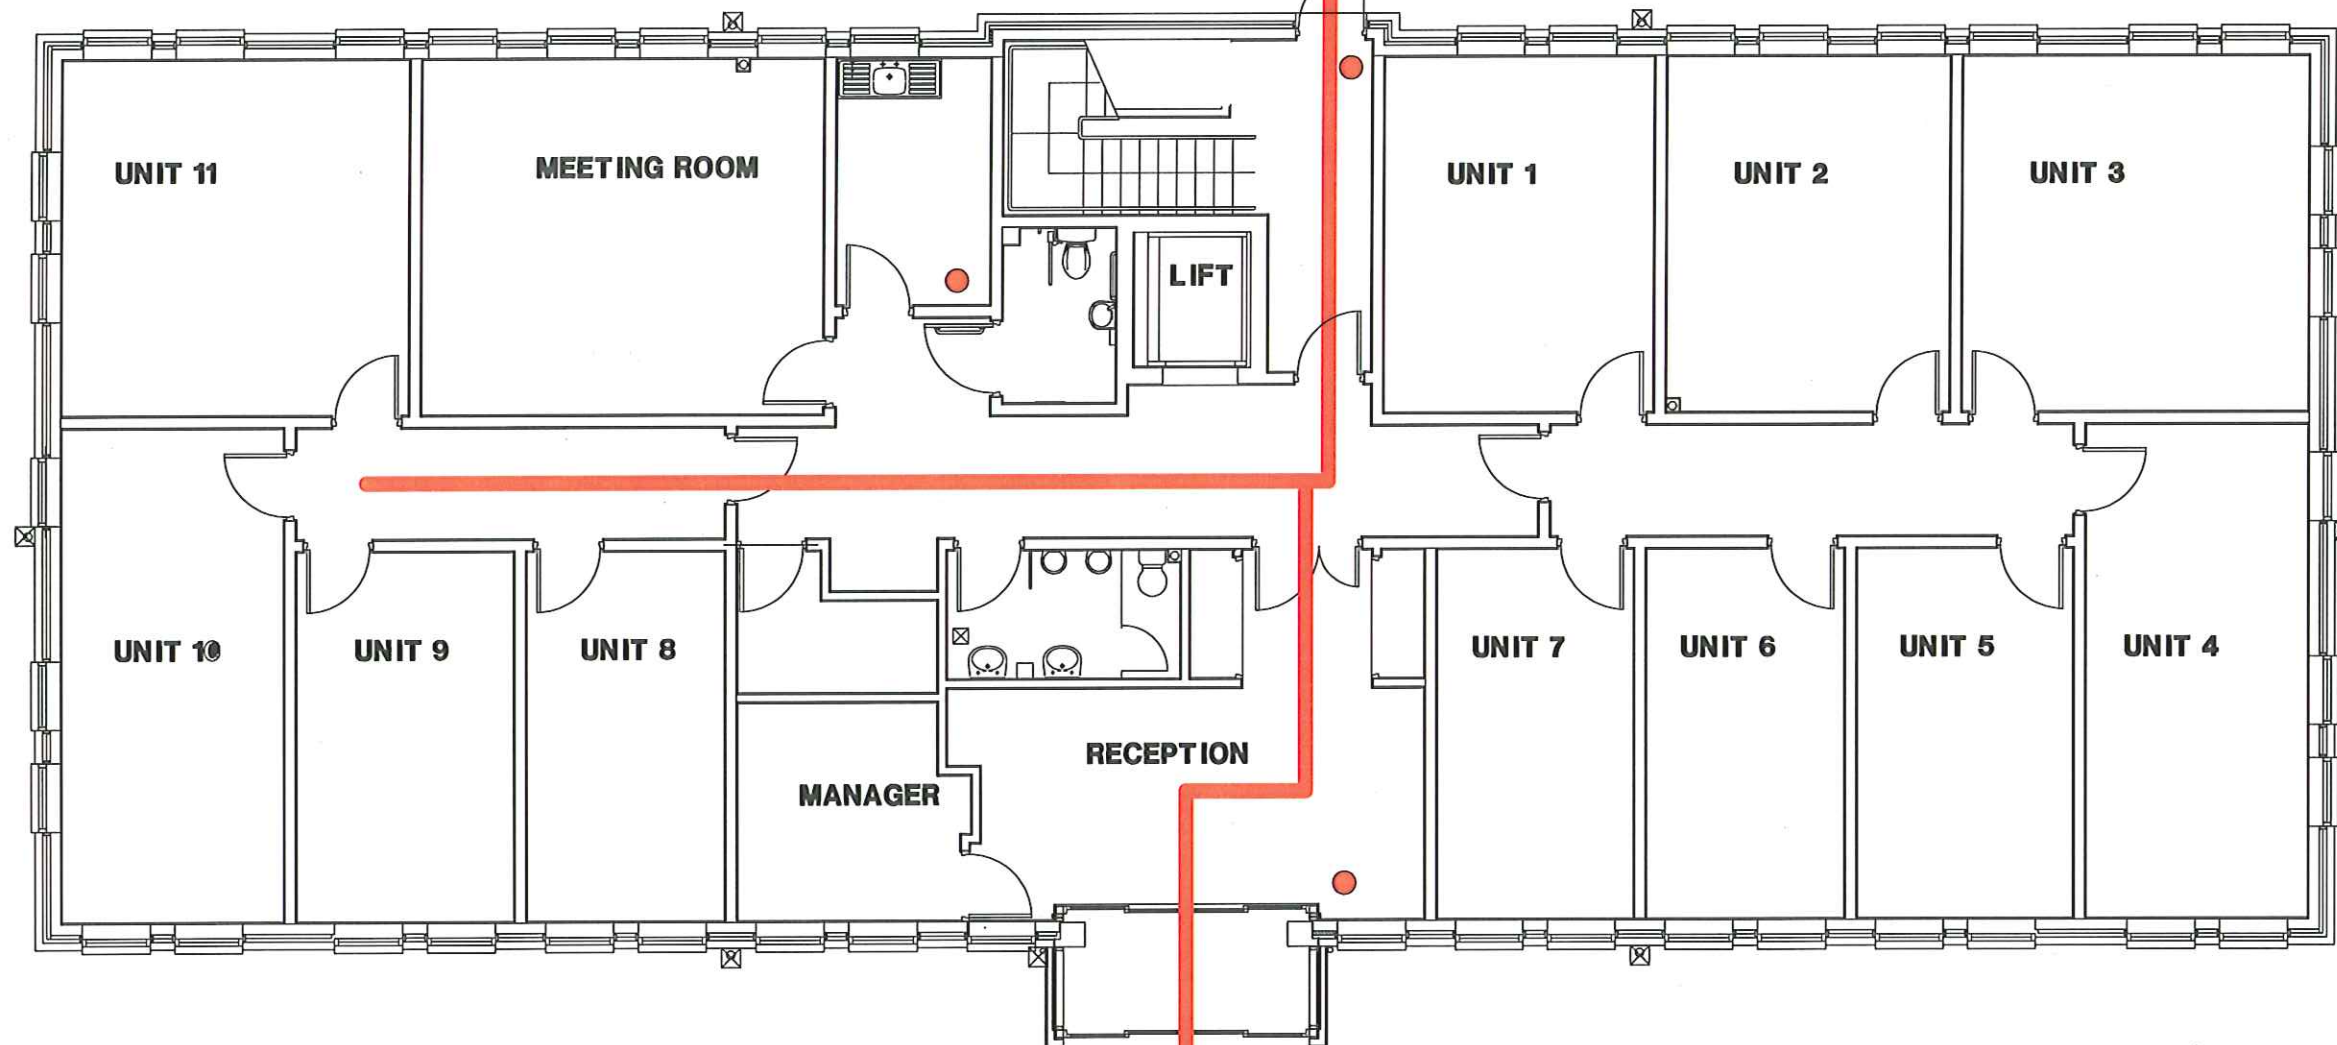 UNIT 11
MEETING ROOM
LIFT
UNIT 1
UNIT 2
UNIT 3
UNIT 10
UNIT 9
UNIT 8
MANAGER
RECEPTION
UNIT 7
UNIT 6
UNIT 5
UNIT 4